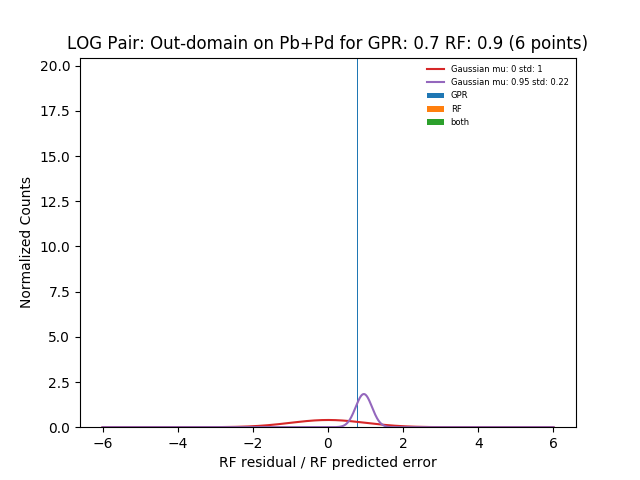 LOG Pair: Out-domain on Pb+Pd for GPR: 0.7 RF: 0.9 (6 points)
Gaussian mu: 0 std: 1
Gaussian mu: 0.95 std: 0.22
GPR
RF
both
Normalized Counts
20.0
17.5
15.0
12.5
10.0
7.5
5.0
2.5
0.0
−6 −4 −2 0 2 4 6
RF residual / RF predicted error